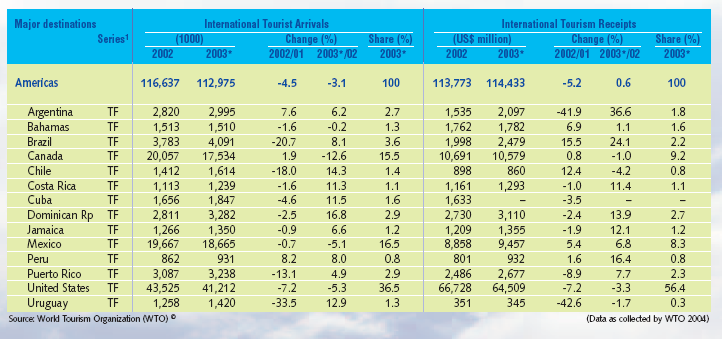 Major destinations International Tourist Arrivals International Tourism Receipts
Series¹ (1000) Change (%) Share (%) (US$ million) Change (%) Share (%)
2002 2003* 2002/01 2003*/02 2003* 2002 2003* 2002/01 2003*/02 2003*
Americas 116,637 112,975 -4.5 -3.1 100 113,773 114,433 -5.2 0.6 100
Argentina TF 2,820 2,995 7.6 6.2 2.7 1,535 2,097 -41.9 36.6 1.8
Bahamas TF 1,513 1,510 -1.6 -0.2 1.3 1,762 1,782 6.9 1.1 1.6
Brazil TF 3,783 4,091 -20.7 8.1 3.6 1,998 2,479 15.5 24.1 2.2
Canada TF 20,057 17,534 1.9 -12.6 15.5 10,691 10,579 0.8 -1.0 9.2
Chile TF 1,412 1,614 -18.0 14.3 1.4 898 860 12.4 -4.2 0.8
Costa Rica TF 1,113 1,239 -1.6 11.3 1.1 1,161 1,293 -1.0 11.4 1.1
Cuba TF 1,656 1,847 -4.6 11.5 1.6 1,633 – -3.5 – –
Dominican Rp TF 2,811 3,282 -2.5 16.8 2.9 2,730 3,110 -2.4 13.9 2.7
Jamaica TF 1,266 1,350 -0.9 6.6 1.2 1,209 1,355 -1.9 12.1 1.2
Mexico TF 19,667 18,665 -0.7 -5.1 16.5 8,858 9,457 5.4 6.8 8.3
Peru TF 862 931 8.2 8.0 0.8 801 932 1.6 16.4 0.8
Puerto Rico TF 3,087 3,238 -13.1 4.9 2.9 2,486 2,677 -8.9 7.7 2.3
United States TF 43,525 41,212 -7.2 -5.3 36.5 66,728 64,509 -7.2 -3.3 56.4
Uruguay TF 1,258 1,420 -33.5 12.9 1.3 351 345 -42.6 -1.7 0.3
Source: World Tourism Organization (WTO) © (Data as collected by WTO 2004)